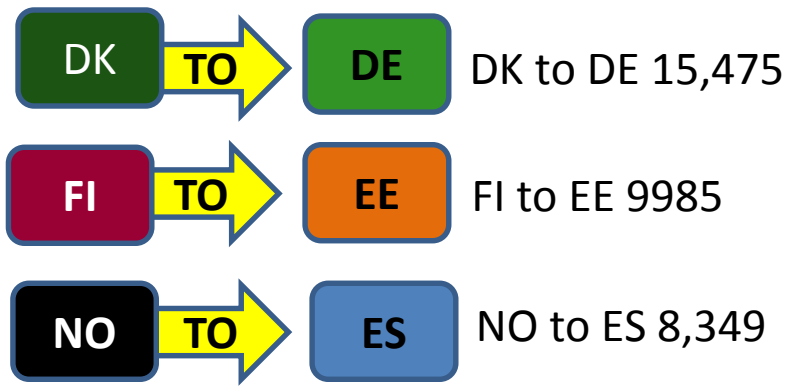 DK TO DE DK to DE 15,475
FI TO EE FI to EE 9985
NO TO ES NO to ES 8,349